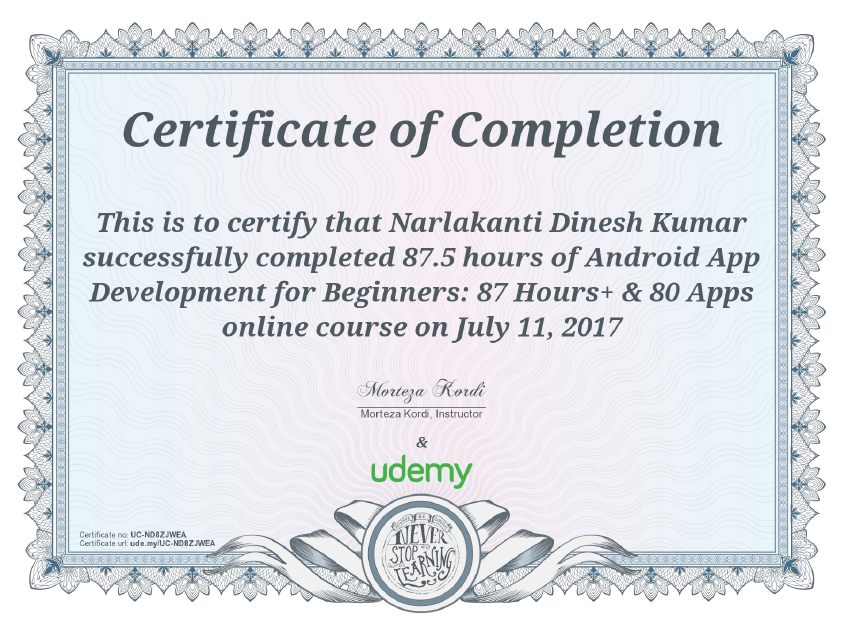 Certificate of Completion
This is to certify that Narlakanti Dinesh Kumar
successfully completed 87.5 hours of Android App
Development for Beginners: 87 Hours+ & 80 Apps
online course on July 11, 2017
Morteza Kordi
Morteza Kordi, Instructor
&
udemy
Certificate no: UC-ND8ZJWEA
Certificate url: ude.my/UC-ND8ZJWEA
NEVER
STOP
LEARNING